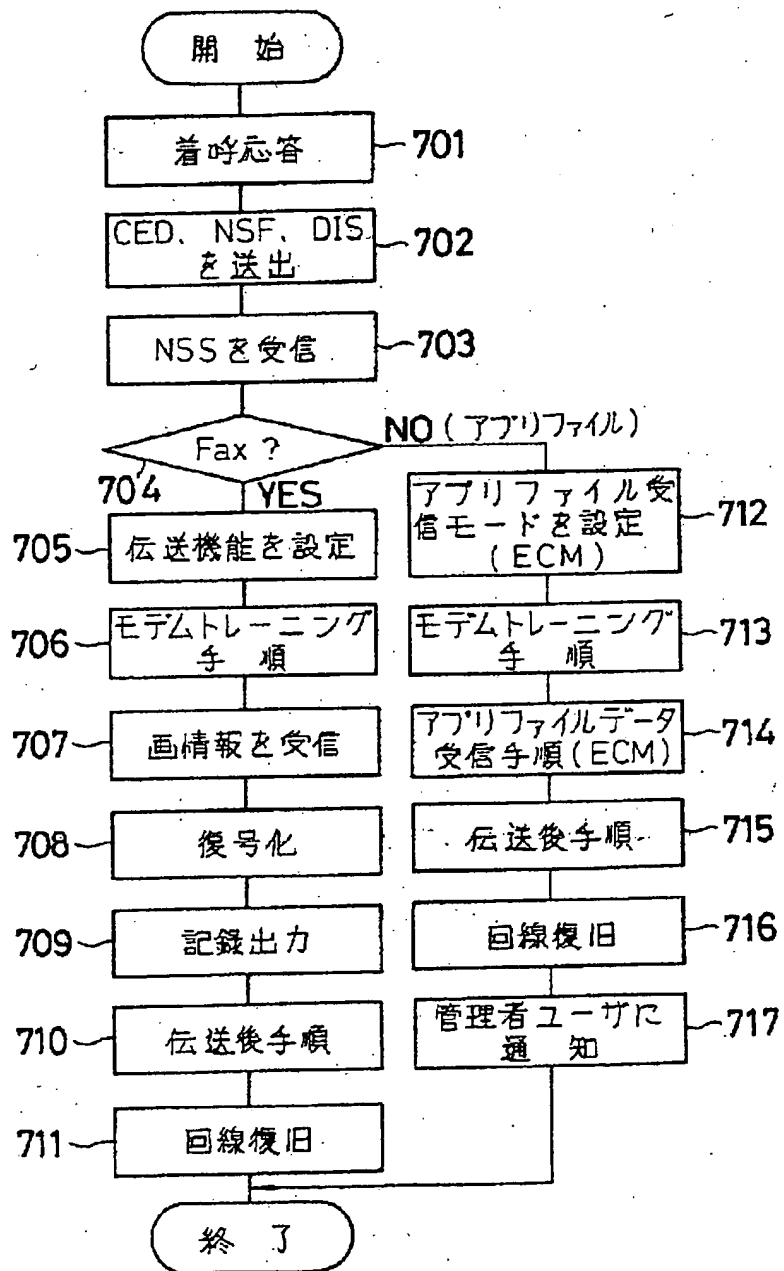 開始
着呼応答
701
CED、NSF、DIS
を送出
702
NSSを受信
703
Fax ?
704
NO (アプリファイル)
YES
705
伝送機能を設定
706
モデムトレーニング
手順
707
画情報を受信
708
復号化
709
記録出力
710
伝送後手順
711
回線復旧
アプリファイル受
信モードを設定
(ECM)
712
モデムトレーニング
手順
713
アプリファイルデータ
受信手順(ECM)
714
伝送後手順
715
回線復旧
716
管理者ユーザに
通知
717
終了